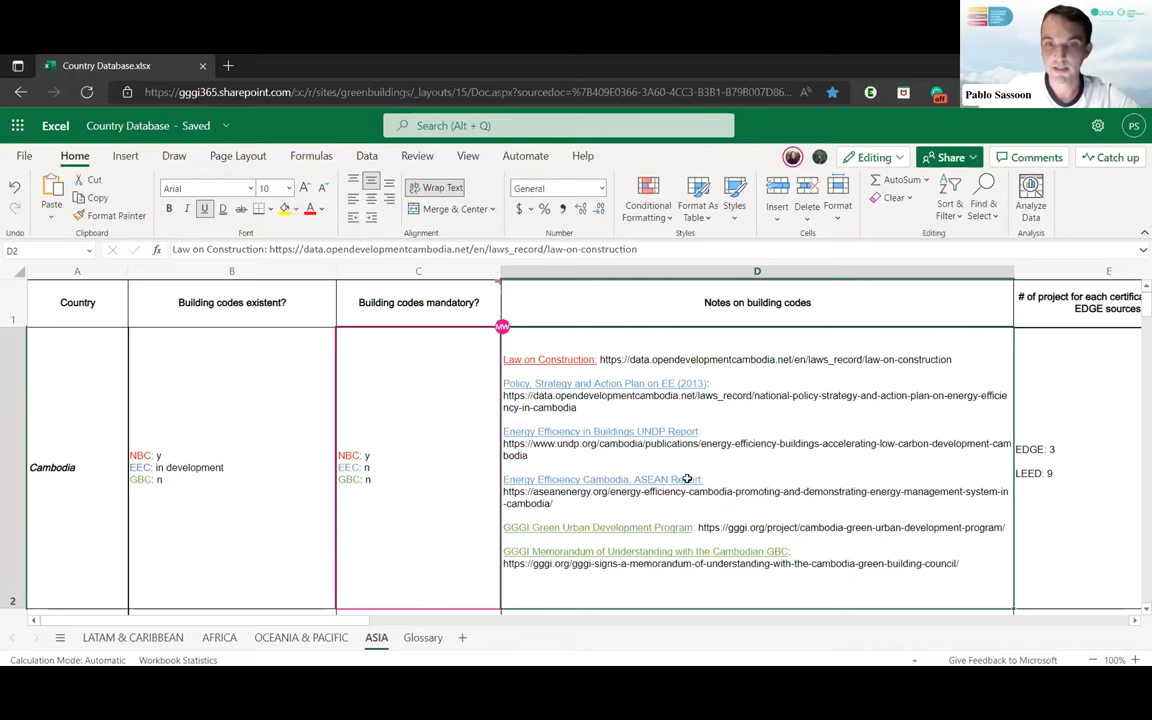 Country Database.xlsx
https://gggi365.sharepoint.com/:x:/r/sites/greenbuildings/_layouts/15/Doc.aspx?sourcedoc=%7B409E0366-3A60-4CC3-B3B1-B79B007D86...
Pablo Sassoon
Excel
Country Database - Saved
Search (Alt + Q)
PS
File Home Insert Draw Page Layout Formulas Data Review View Automate Help
Editing Share Comments Catch up
Paste Cut
Copy
Format Painter
Arial 10
Wrap Text
Merge & Center
General
Conditional Formatting
Format As Table
Styles
Insert Delete Format
AutoSum
Clear
Sort & Filter
Find & Select
Analyze Data
Undo Clipboard Font Alignment Number Styles Cells Editing Analysis
D2 fx Law on Construction: https://data.opendevelopmentcambodia.net/en/laws_record/law-on-construction
A B C D E
1 Country Building codes existent? Building codes mandatory? Notes on building codes # of project for each certifica
EDGE sources
MW
Law on Construction: https://data.opendevelopmentcambodia.net/en/laws_record/law-on-construction
Policy, Strategy and Action Plan on EE (2013):
https://data.opendevelopmentcambodia.net/laws_record/national-policy-strategy-and-action-plan-on-energy-efficie
ncy-in-cambodia
Energy Efficiency in Buildings UNDP Report:
https://www.undp.org/cambodia/publications/energy-efficiency-buildings-accelerating-low-carbon-development-cam
bodia
Cambodia
NBC: y
EEC: in development
GBC: n
NBC: y
EEC: n
GBC: n
EDGE: 3
LEED: 9
Energy Efficiency Cambodia, ASEAN Report:
https://aseanenergy.org/energy-efficiency-cambodia-promoting-and-demonstrating-energy-management-system-in
-cambodia/
GGGI Green Urban Development Program: https://gggi.org/project/cambodia-green-urban-development-program/
GGGI Memorandum of Understanding with the Cambodian GBC:
https://gggi.org/gggi-signs-a-memorandum-of-understanding-with-the-cambodia-green-building-council/
2
LATAM & CARIBBEAN AFRICA OCEANIA & PACIFIC ASIA Glossary
Calculation Mode: Automatic Workbook Statistics Give Feedback to Microsoft 100%